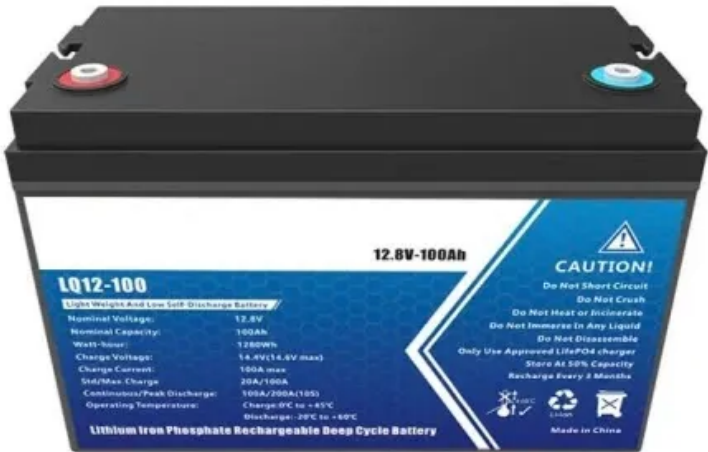 12.8V-100Ah
LQ12-100
Light Weight And Low Self-Discharge Battery
Nominal Voltage: 12.8V
Nominal Capacity: 100Ah
Watt-hour: 1280Wh
Charge Voltage: 14.4V(14.6V max)
Charge Current: 100A max
Std/Max.Charge 20A/100A
Continuous/Peak Discharge: 100A/200A(10S)
Operating Temperature: Charge:0℃ to +45℃
Discharge:-20℃ to +60℃
Lithium Iron Phosphate Rechargeable Deep Cycle Battery
CAUTION!
Do Not Short Circuit
Do Not Crush
Do Not Heat or Incinerate
Do Not Immerse In Any Liquid
Do Not Disassemble
Only Use Approved LifePO4 charger
Store At 50% Capacity
Recharge Every 3 Months
Li-ion
Made in China